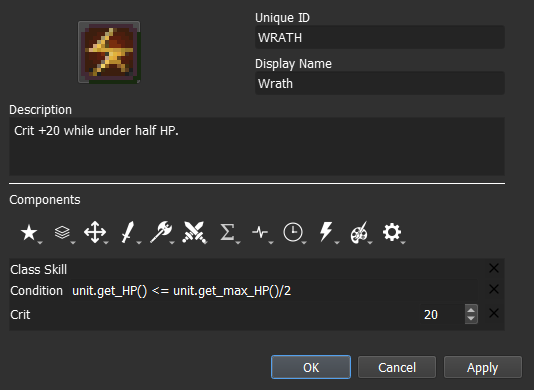 Unique ID
WRATH
Display Name
Wrath
Description
Crit +20 while under half HP.
Components
Class Skill
Condition unit.get_HP() <= unit.get_max_HP()/2
Crit 20
OK Cancel Apply